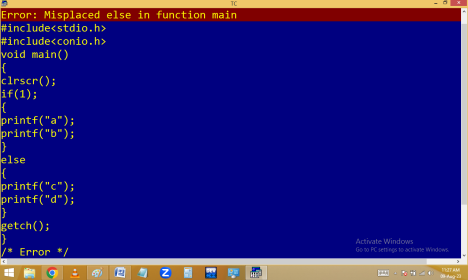 TC
Error: Misplaced else in function main
#include<stdio.h>
#include<conio.h>
void main()
{
clrscr();
if(1);
{
printf("a");
printf("b");
}
else
{
printf("c");
printf("d");
}
getch();
}
/* Error */
Activate Windows
Go to PC settings to activate Windows.